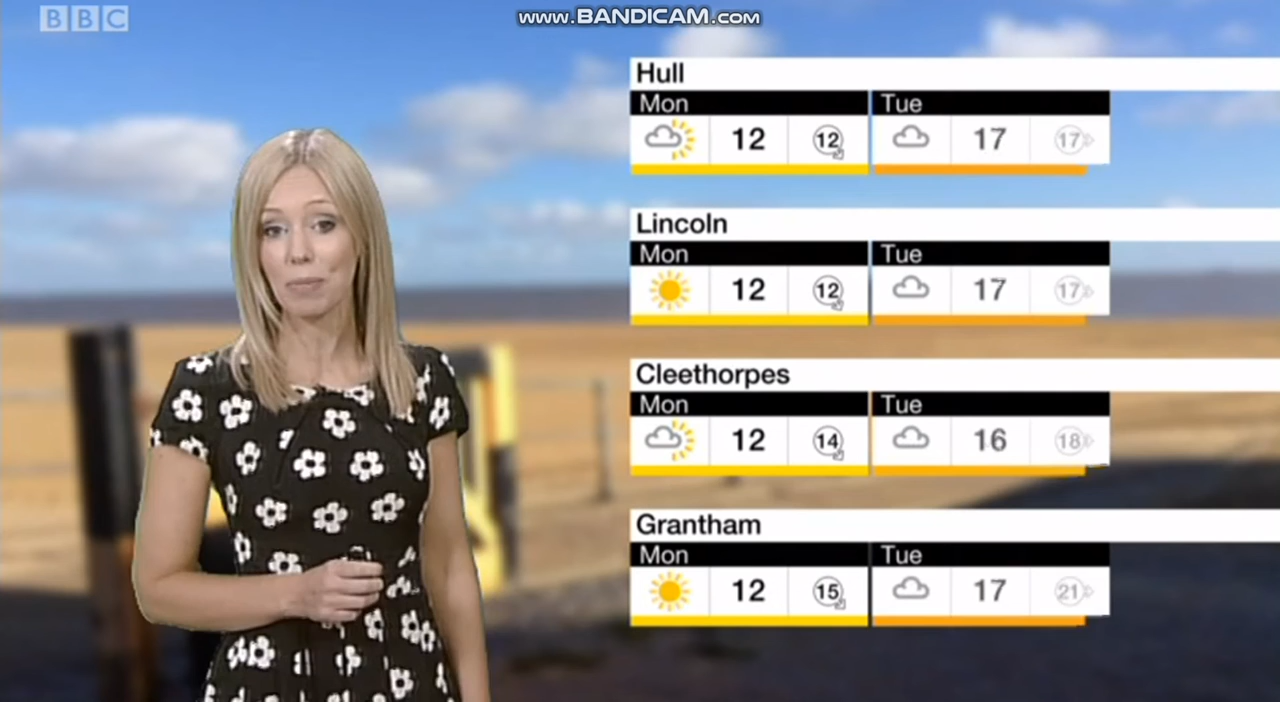 BBC
www.BANDICAM.com
Hull
Mon
Tue
12 12 17 17
Lincoln
Mon
Tue
12 12 17 17
Cleethorpes
Mon
Tue
12 14 16 18
Grantham
Mon
Tue
12 15 17 21